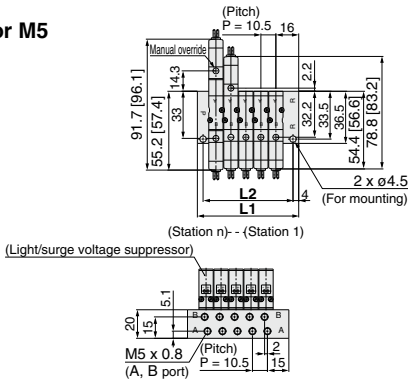 or M5
(Pitch)
P = 10.5
16
Manual override
91.7 [96.1]
55.2 [57.4]
14.3
33
2.2
32.2
33.5
36.5
54.4 [56.6]
78.8 [83.2]
P
R
R
2 x ø4.5
(For mounting)
L2
4
L1
(Station n)- - (Station 1)
(Light/surge voltage suppressor)
5.1
20
15
B
B
A
A
M5 x 0.8
(A, B port)
(Pitch)
P = 10.5
2
15